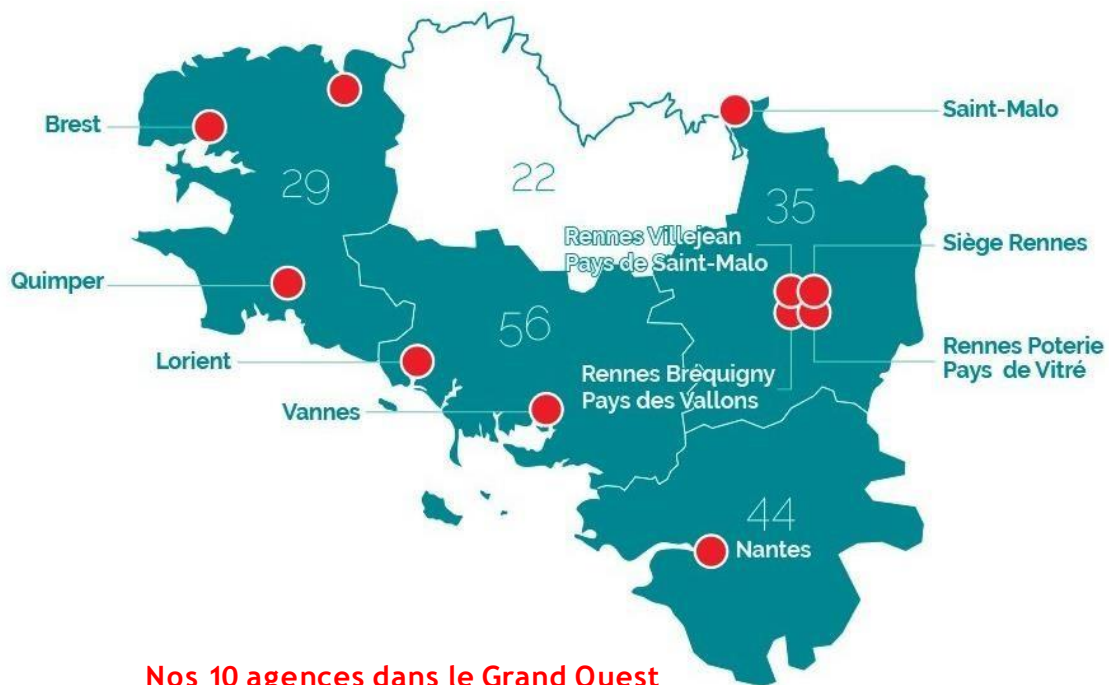 Brest
Saint-Malo
29
22
35
Rennes Villejean
Pays de Saint-Malo
Siège Rennes
Quimper
56
Lorient
Rennes Poterie
Pays de Vitré
Rennes Bréquigny
Pays des Vallons
Vannes
44
Nantes
Nos 10 agences dans le Grand Ouest